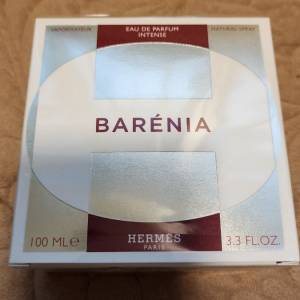 VAPORISATEUR EAU DE PARFUM NATURAL SPRAY
INTENSE
BARÉNIA
100 ML℮ HERMÈS 3.3 FL.OZ.
PARIS